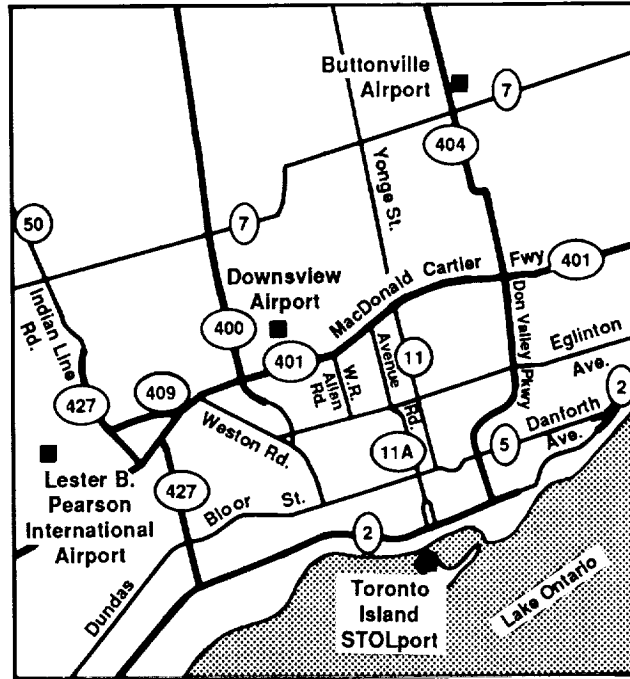 Buttonville
Airport
7
404
Yonge St.
50
7
Downsview
Airport
MacDonald Cartier Fwy
401
Indian Line
Rd.
400
401
Don Valley Pkwy
Eglinton
Ave.
409
W.R.
Allen
Rd.
Avenue
Rd.
11
2
427
Weston Rd.
Danforth
Ave.
5
11A
Lester B.
Pearson
International
Airport
427
Bloor St.
2
Dundas
Toronto
Island
STOLport
Lake Ontario